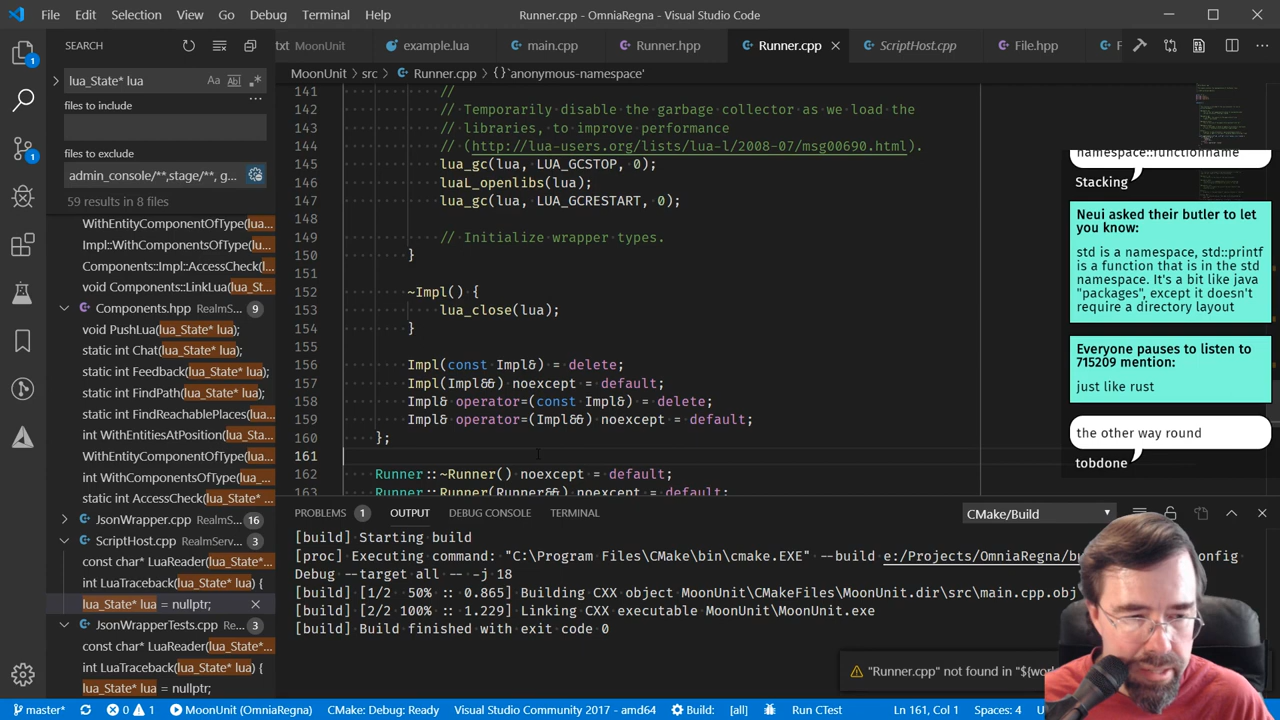 File Edit Selection View Go Debug Terminal Help
Runner.cpp - OmniaRegna - Visual Studio Code
SEARCH
txt MoonUnit
example.lua
main.cpp
Runner.hpp
Runner.cpp
ScriptHost.cpp
File.hpp
lua_State* lua
Aa Abl .*
files to include
files to exclude
admin_console/**,stage/**, g...
59 results in 8 files
WithEntityComponentOfType(lua...
Impl::WithComponentsOfType(lua...
Components::Impl::AccessCheck(l...
void Components::LinkLua(lua_S...
Components.hpp RealmS... 9
void PushLua(lua_State* lua);
static int Chat(lua_State* lua);
static int Feedback(lua_State* lua);
static int FindPath(lua_State* lua);
static int FindReachablePlaces(lua_...
int WithEntitiesAtPosition(lua_Sta...
WithEntityComponentOfType(lua_...
int WithComponentsOfType(lua_S...
static int AccessCheck(lua_State* ...
JsonWrapper.cpp RealmServ... 16
ScriptHost.cpp RealmServe... 3
const char* LuaReader(lua_State*...
int LuaTraceback(lua_State* lua) {
lua_State* lua = nullptr;
JsonWrapperTests.cpp Re... 3
const char* LuaReader(lua_State*...
int LuaTraceback(lua_State* lua) {
lua_State* lua = nullptr;
MoonUnit > src > Runner.cpp > {} `anonymous-namespace'
141 //
142 // Temporarily disable the garbage collector as we load the
143 // libraries, to improve performance
144 // (http://lua-users.org/lists/lua-l/2008-07/msg00690.html).
145 lua_gc(lua, LUA_GCSTOP, 0);
146 luaL_openlibs(lua);
147 lua_gc(lua, LUA_GCRESTART, 0);
148
149 // Initialize wrapper types.
150 }
151
152 ~Impl() {
153 lua_close(lua);
154 }
155
156 Impl(const Impl&) = delete;
157 Impl(Impl&&) noexcept = default;
158 Impl& operator=(const Impl&) = delete;
159 Impl& operator=(Impl&&) noexcept = default;
160 };
161
162 Runner::~Runner() noexcept = default;
163 Runner::Runner(Runner&&) noexcept = default;
PROBLEMS 1 OUTPUT DEBUG CONSOLE TERMINAL
CMake/Build
[build] Starting build
[proc] Executing command: "C:\Program Files\CMake\bin\cmake.EXE" --build e:/Projects/OmniaRegna/bu
onfig
Debug --target all -- -j 18
[build] [1/2 50% :: 0.865] Building CXX object MoonUnit\CMakeFiles\MoonUnit.dir\src\main.cpp.obj
[build] [2/2 100% :: 1.229] Linking CXX executable MoonUnit\MoonUnit.exe
[build] Build finished with exit code 0
"Runner.cpp" not found in "${wor
namespace::functionname
Stacking
Neui asked their butler to let
you know:
std is a namespace, std::printf
is a function that is in the std
namespace. It's a bit like java
"packages", except it doesn't
require a directory layout
Everyone pauses to listen to
715209 mention:
just like rust
the other way round
tobdone
master* 0 1 MoonUnit (OmniaRegna) CMake: Debug: Ready Visual Studio Community 2017 - amd64 Build: [all] Run CTest Ln 161, Col 1 Spaces: 4